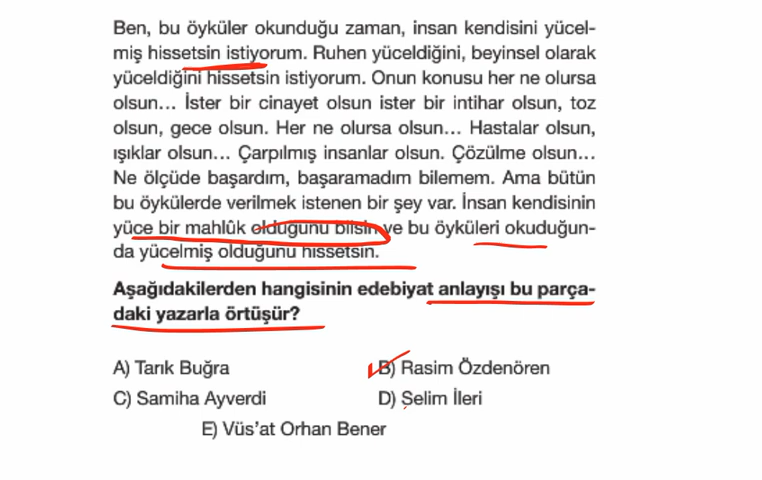 Ben, bu öyküler okunduğu zaman, insan kendisini yücel-
miş hissetsin istiyorum. Ruhen yüceldiğini, beyinsel olarak
yüceldiğini hissetsin istiyorum. Onun konusu her ne olursa
olsun... İster bir cinayet olsun ister bir intihar olsun, toz
olsun, gece olsun. Her ne olursa olsun... Hastalar olsun,
ışıklar olsun... Çarpılmış insanlar olsun. Çözülme olsun...
Ne ölçüde başardım, başaramadım bilemem. Ama bütün
bu öykülerde verilmek istenen bir şey var. İnsan kendisinin
yüce bir mahlûk olduğunu bilsin ve bu öyküleri okuduğun-
da yücelmiş olduğunu hissetsin.
Aşağıdakilerden hangisinin edebiyat anlayışı bu parça-
daki yazarla örtüşür?
A) Tarık Buğra
B) Rasim Özdenören
C) Samiha Ayverdi
D) Selim İleri
E) Vüs'at Orhan Bener